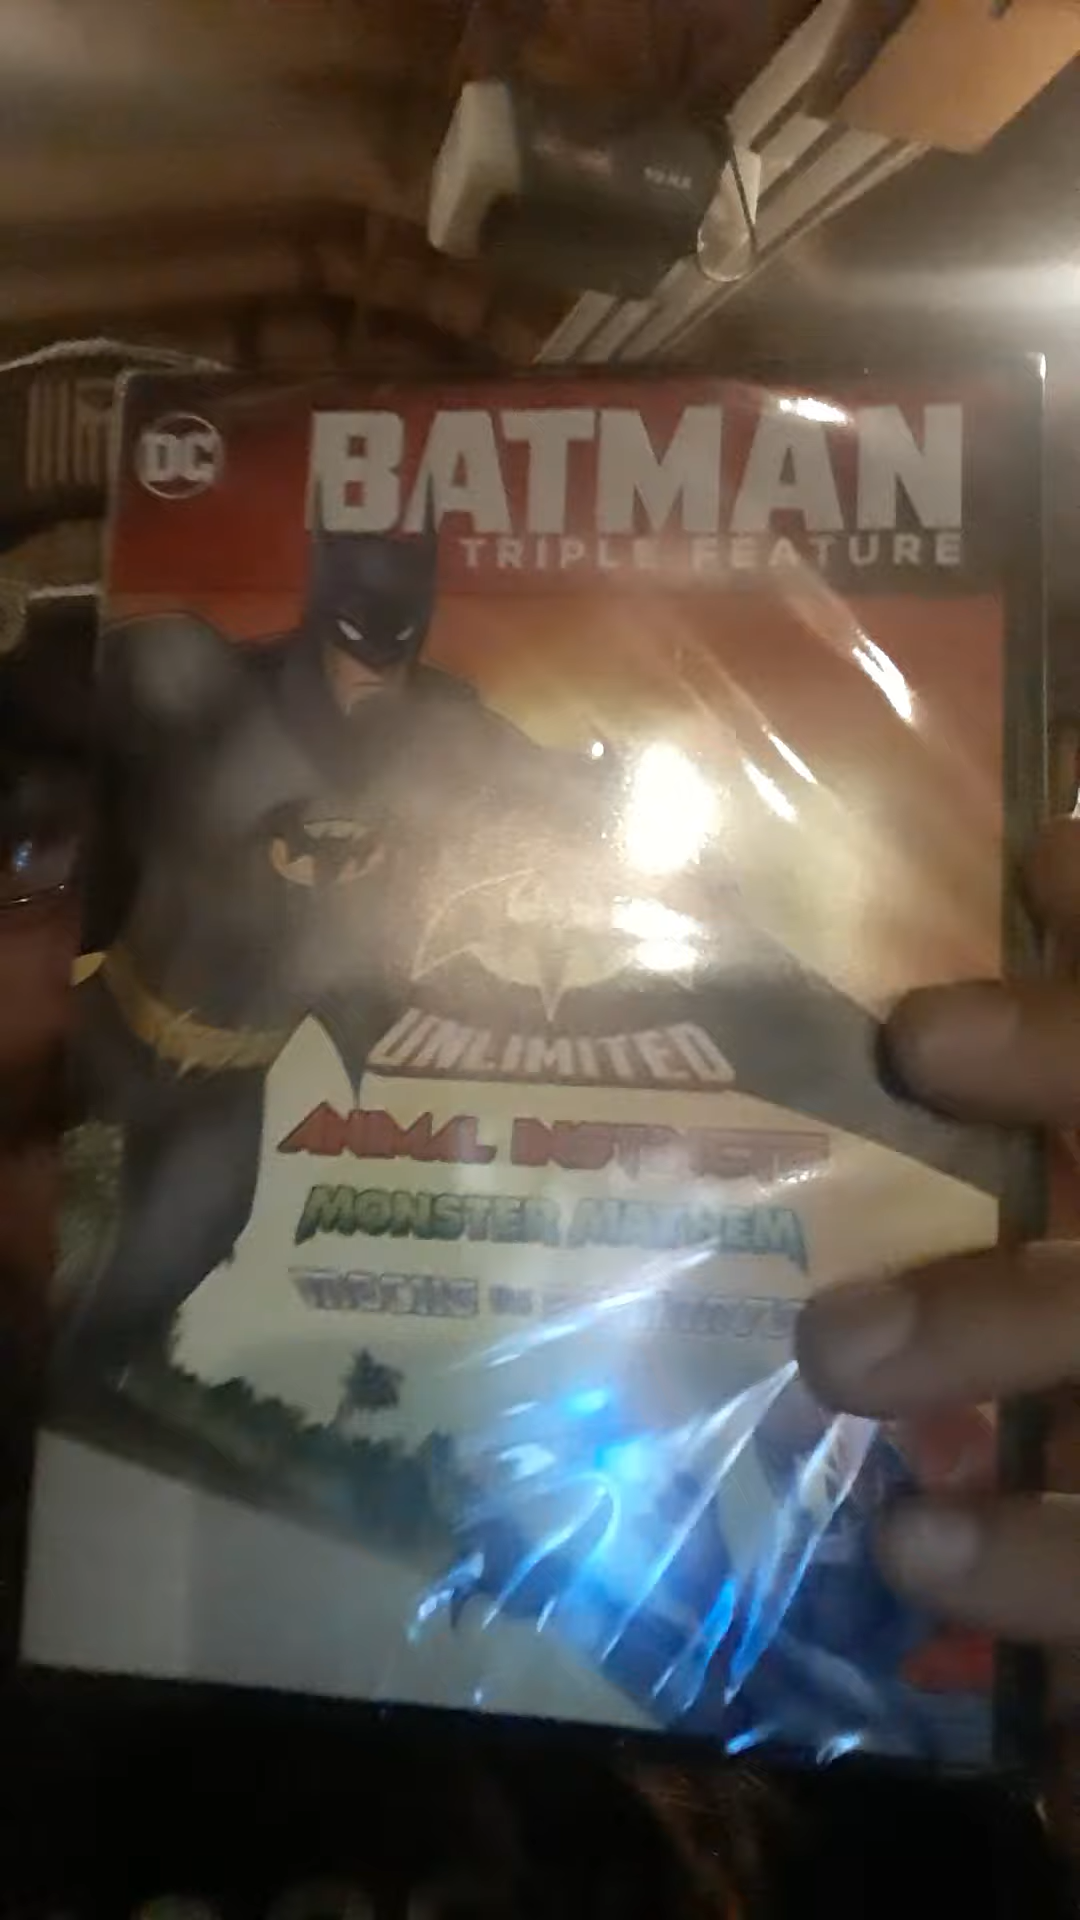 DC
BATMAN
TRIPLE FEATURE
UNLIMITED
ANIMAL INSTINCTS
MONSTER MAYHEM